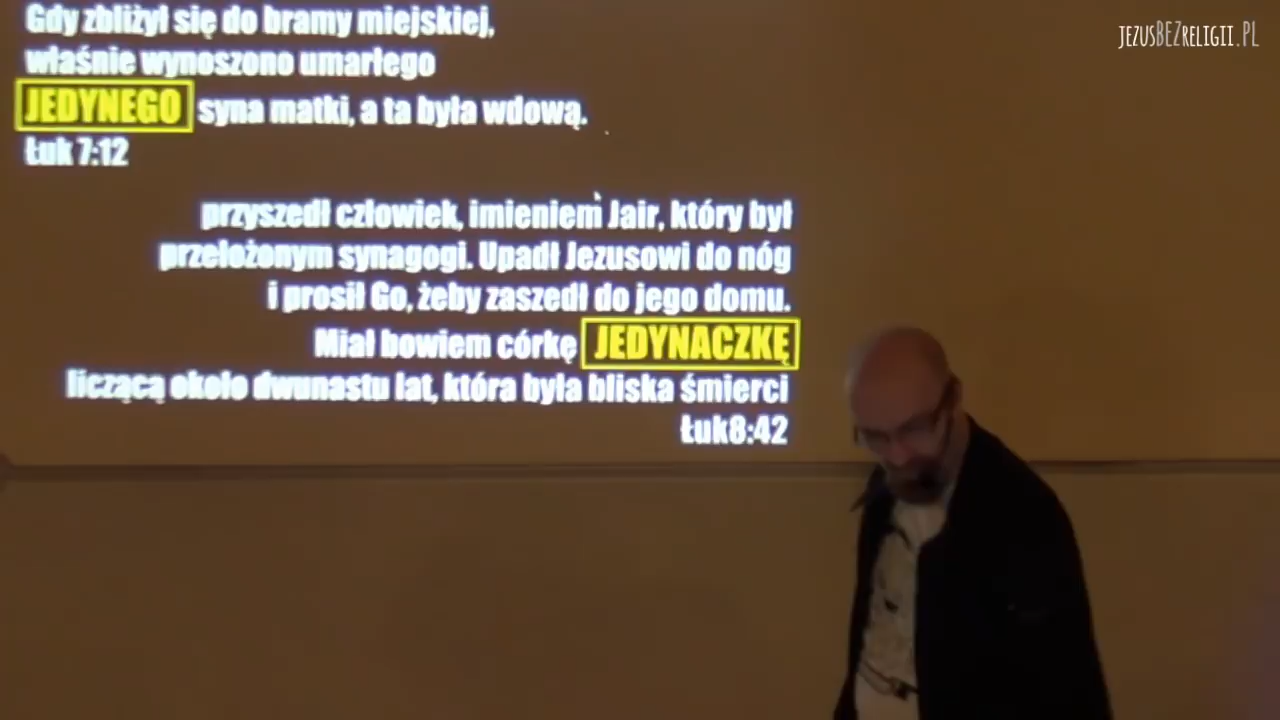 Gdy zbliżył się do bramy miejskiej,
właśnie wynoszono umarłego
JEDYNEGO syna matki, a ta była wdową.
Łuk 7:12
przyszedł człowiek, imieniem Jair, który był
przełożonym synagogi. Upadł Jezusowi do nóg
i prosił Go, żeby zaszedł do jego domu.
Miał bowiem córkę JEDYNACZKĘ
liczącą około dwunastu lat, która była bliska śmierci
Łuk8:42
JEZUSBEZRELIGII.PL